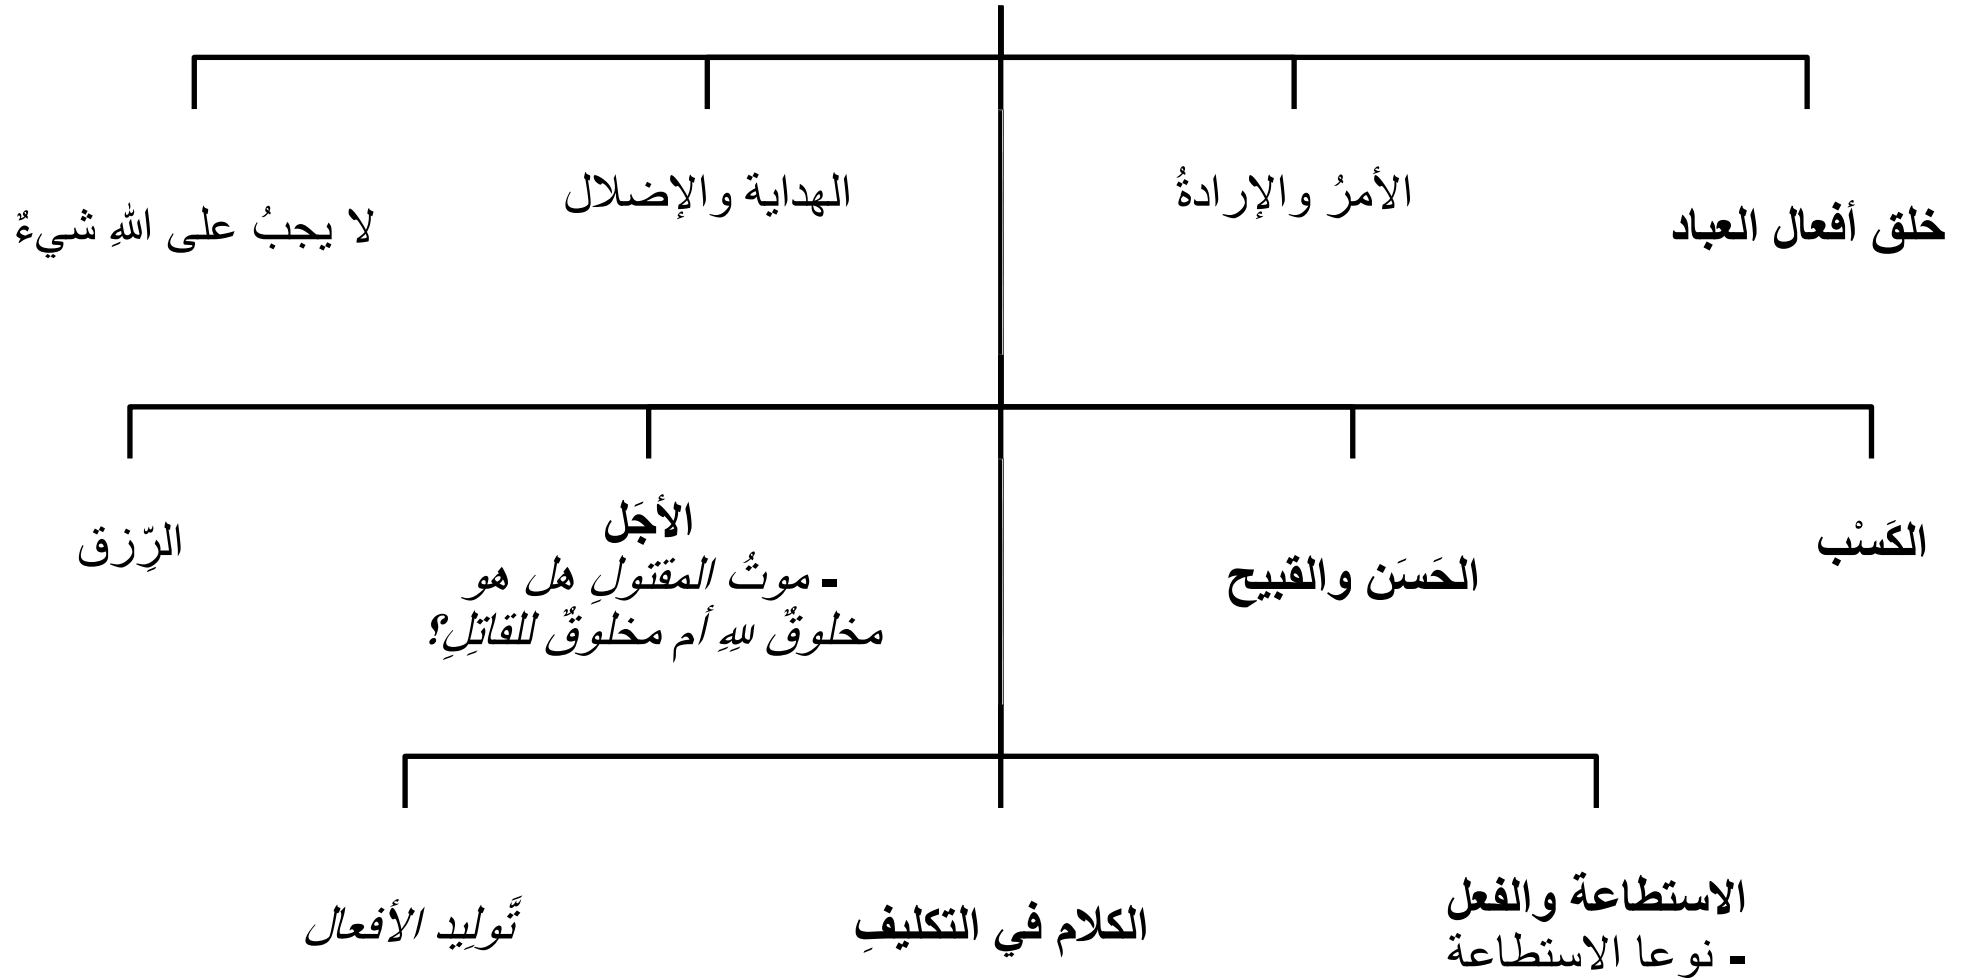 خلق أفعال العباد
الأمرُ والإرادةُ
الهداية والإضلال
لا يجبُ على اللهِ شيءٌ
الكَسْب
الحَسَن والقبيح
الأجَل
- موتُ المقتولِ هل هو
مخلوقٌ للهِ أم مخلوقٌ للقاتِلِ؟
الرِّزق
الاستطاعة والفعل
- نوعا الاستطاعة
الكلام في التكليفِ
تَّولِيد الأفعال